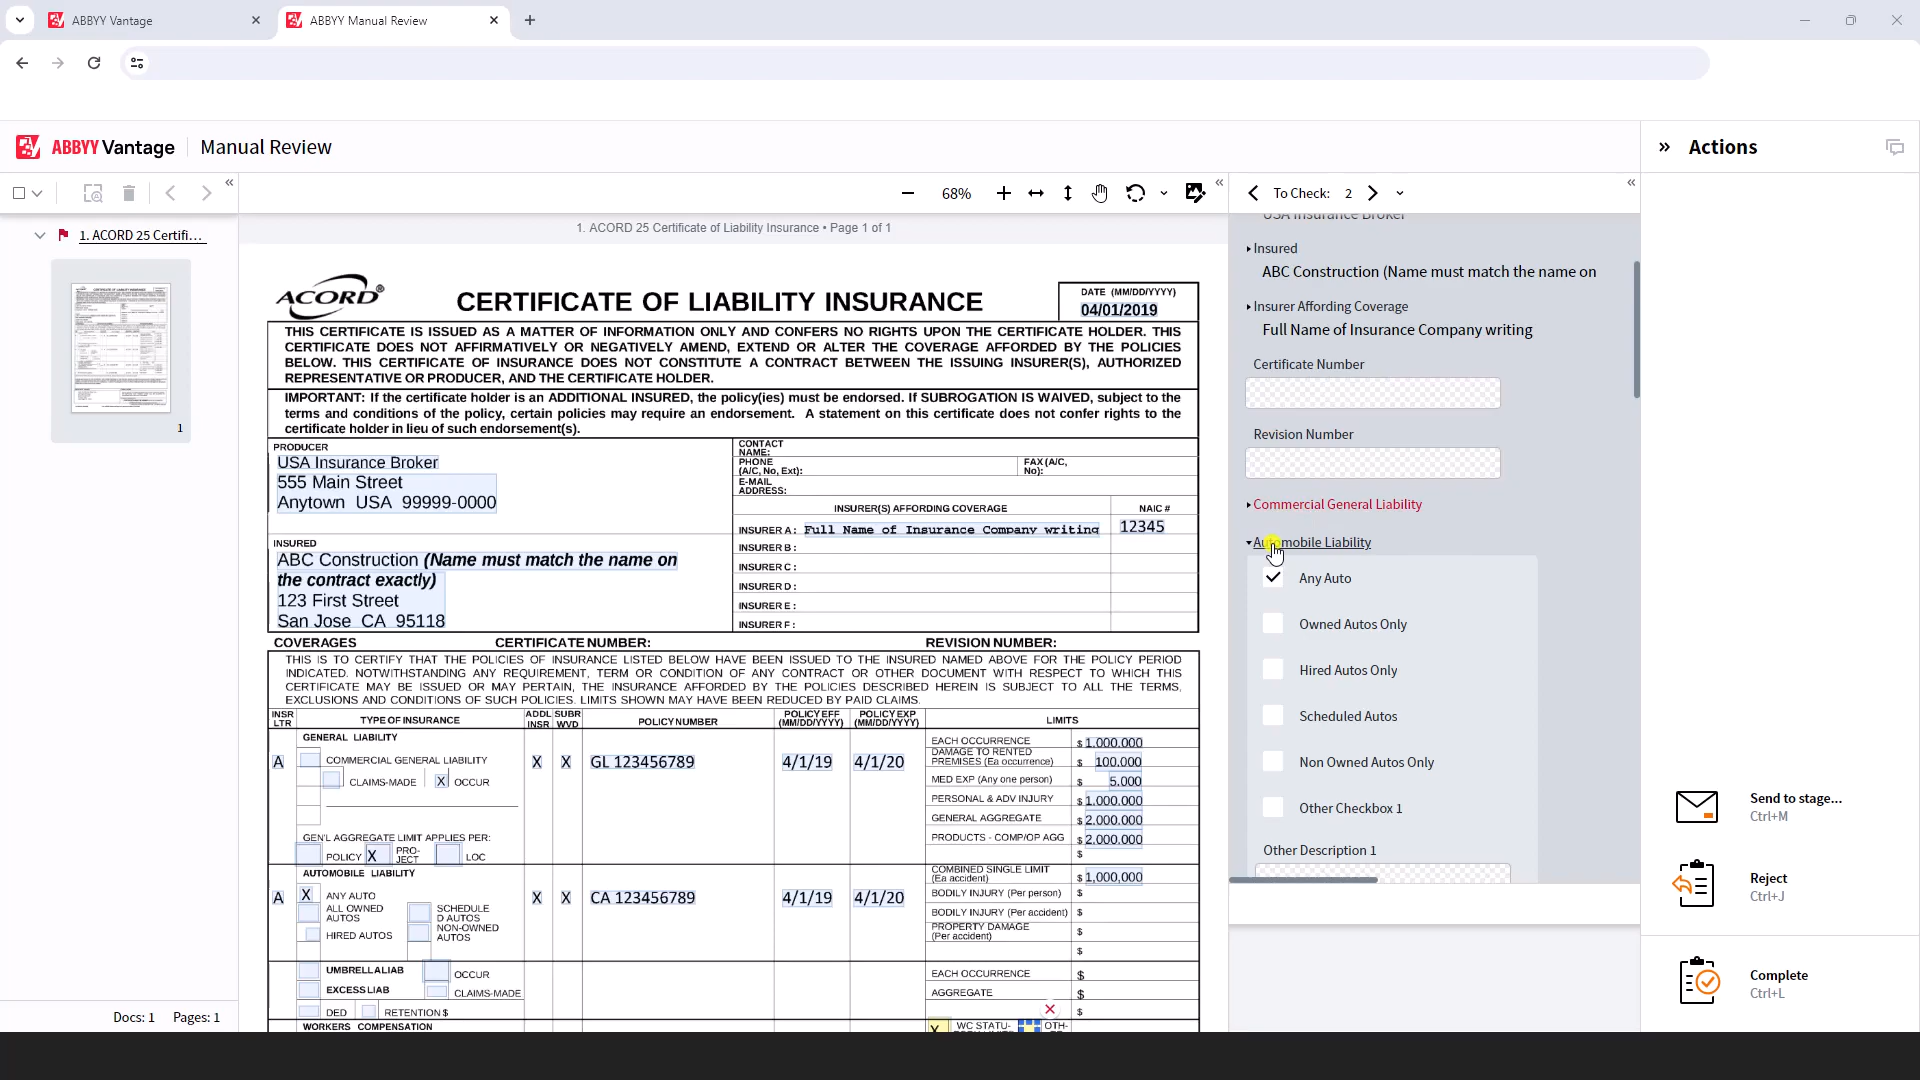 ABBYY Vantage
ABBYY Manual Review
ABBYY Vantage
Manual Review
Actions
68%
To Check: 2
1. ACORD 25 Certifi...
1
Docs: 1 Pages: 1
1. ACORD 25 Certificate of Liability Insurance • Page 1 of 1
ACORD®
CERTIFICATE OF LIABILITY INSURANCE
DATE (MM/DD/YYYY)
04/01/2019
THIS CERTIFICATE IS ISSUED AS A MATTER OF INFORMATION ONLY AND CONFERS NO RIGHTS UPON THE CERTIFICATE HOLDER. THIS
CERTIFICATE DOES NOT AFFIRMATIVELY OR NEGATIVELY AMEND, EXTEND OR ALTER THE COVERAGE AFFORDED BY THE POLICIES
BELOW. THIS CERTIFICATE OF INSURANCE DOES NOT CONSTITUTE A CONTRACT BETWEEN THE ISSUING INSURER(S), AUTHORIZED
REPRESENTATIVE OR PRODUCER, AND THE CERTIFICATE HOLDER.
IMPORTANT: If the certificate holder is an ADDITIONAL INSURED, the policy(ies) must be endorsed. If SUBROGATION IS WAIVED, subject to the
terms and conditions of the policy, certain policies may require an endorsement. A statement on this certificate does not confer rights to the
certificate holder in lieu of such endorsement(s).
PRODUCER
USA Insurance Broker
555 Main Street
Anytown USA 99999-0000
CONTACT
NAME:
PHONE
(A/C, No, Ext):
FAX (A/C,
No):
E-MAIL
ADDRESS:
INSURER(S) AFFORDING COVERAGE
NAIC #
INSURER A : Full Name of Insurance Company writing 12345
INSURED
ABC Construction (Name must match the name on
the contract exactly)
123 First Street
San Jose CA 95118
INSURER B :
INSURER C :
INSURER D :
INSURER E :
INSURER F :
COVERAGES CERTIFICATE NUMBER: REVISION NUMBER:
THIS IS TO CERTIFY THAT THE POLICIES OF INSURANCE LISTED BELOW HAVE BEEN ISSUED TO THE INSURED NAMED ABOVE FOR THE POLICY PERIOD
INDICATED. NOTWITHSTANDING ANY REQUIREMENT, TERM OR CONDITION OF ANY CONTRACT OR OTHER DOCUMENT WITH RESPECT TO WHICH THIS
CERTIFICATE MAY BE ISSUED OR MAY PERTAIN, THE INSURANCE AFFORDED BY THE POLICIES DESCRIBED HEREIN IS SUBJECT TO ALL THE TERMS,
EXCLUSIONS AND CONDITIONS OF SUCH POLICIES. LIMITS SHOWN MAY HAVE BEEN REDUCED BY PAID CLAIMS.
INSR
LTR
TYPE OF INSURANCE
ADDL
INSR
SUBR
WVD
POLICY NUMBER
POLICY EFF
(MM/DD/YYYY)
POLICY EXP
(MM/DD/YYYY)
LIMITS
GENERAL LIABILITY
A
COMMERCIAL GENERAL LIABILITY
CLAIMS-MADE X OCCUR
X X GL 123456789 4/1/19 4/1/20
EACH OCCURRENCE $ 1,000,000
DAMAGE TO RENTED
PREMISES (Ea occurrence) $ 100,000
MED EXP (Any one person) $ 5,000
PERSONAL & ADV INJURY $ 1,000,000
GENERAL AGGREGATE $ 2,000,000
PRODUCTS - COMP/OP AGG $ 2,000,000
$
GEN'L AGGREGATE LIMIT APPLIES PER:
POLICY X PRO-
JECT LOC
AUTOMOBILE LIABILITY
A
X ANY AUTO
ALL OWNED
AUTOS
SCHEDULE
D AUTOS
HIRED AUTOS
NON-OWNED
AUTOS
X X CA 123456789 4/1/19 4/1/20
COMBINED SINGLE LIMIT
(Ea accident) $ 1,000,000
BODILY INJURY (Per person) $
BODILY INJURY (Per accident) $
PROPERTY DAMAGE
(Per accident) $
$
UMBRELLA LIAB OCCUR
EXCESS LIAB CLAIMS-MADE
DED RETENTION $
EACH OCCURRENCE $
AGGREGATE $
$
WORKERS COMPENSATION
X WC STATU- OTH-
USA Insurance Broker
Insured
ABC Construction (Name must match the name on
Insurer Affording Coverage
Full Name of Insurance Company writing
Certificate Number
Revision Number
Commercial General Liability
Automobile Liability
Any Auto
Owned Autos Only
Hired Autos Only
Scheduled Autos
Non Owned Autos Only
Other Checkbox 1
Other Description 1
Send to stage...
Ctrl+M
Reject
Ctrl+J
Complete
Ctrl+L